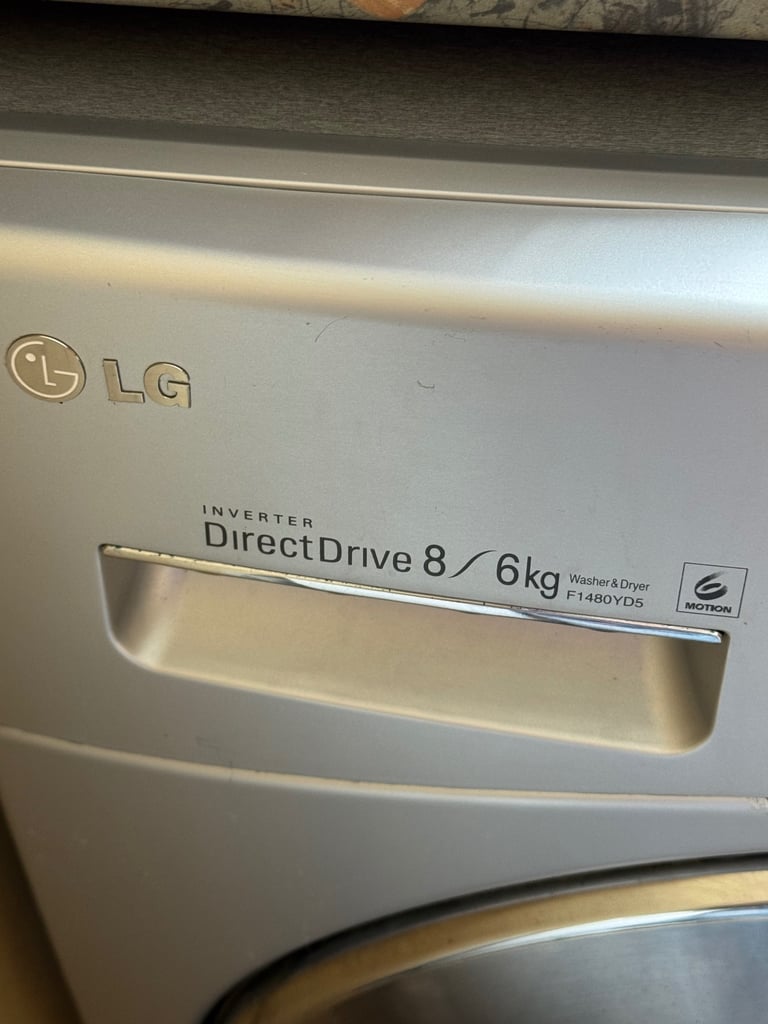 LG
INVERTER
DirectDrive 8/6kg
Washer&Dryer
F1480YD5
6
MOTION